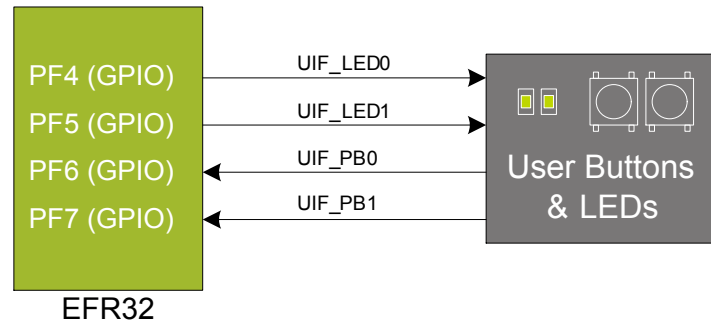 PF4 (GPIO)
PF5 (GPIO)
PF6 (GPIO)
PF7 (GPIO)
UIF_LED0
UIF_LED1
UIF_PB0
UIF_PB1
User Buttons
& LEDs
EFR32